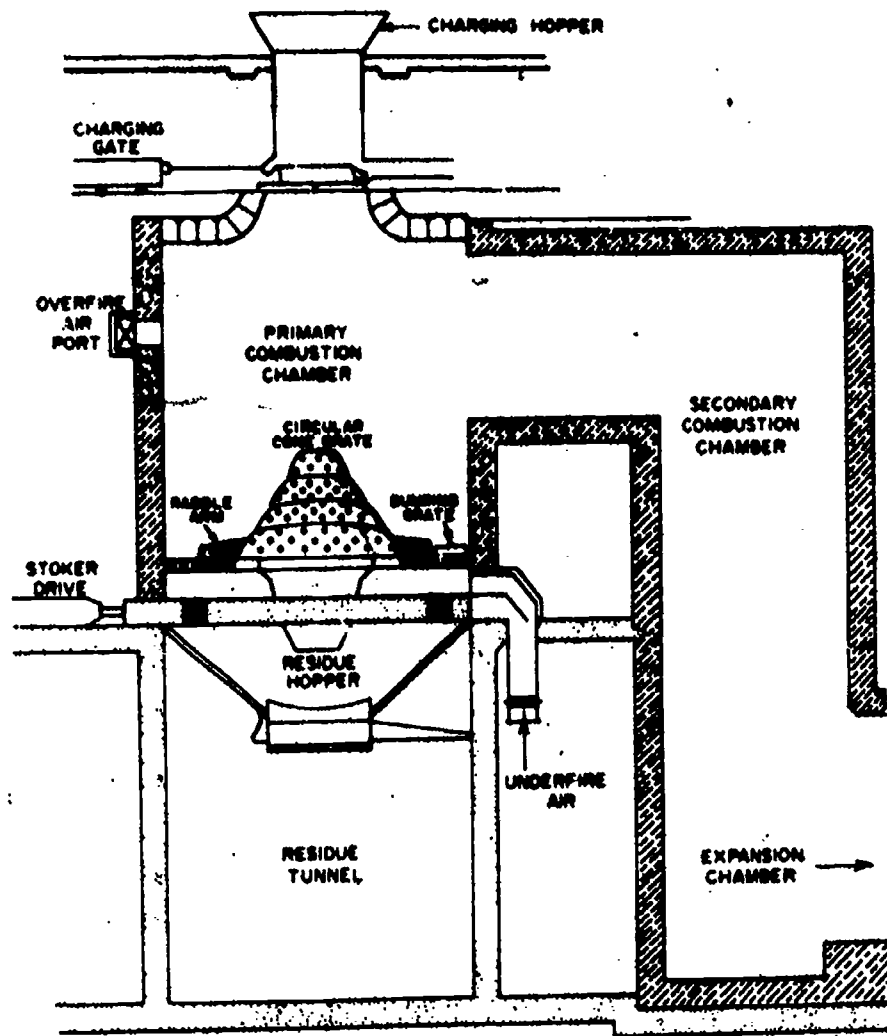 CHARGING HOPPER
CHARGING
GATE
OVERFIRE
AIR
PORT
PRIMARY
COMBUSTION
CHAMBER
SECONDARY
COMBUSTION
CHAMBER
CIRCULAR
CONE GRATE
RABBLE
ARM
DUMPING
GRATE
STOKER
DRIVE
RESIDUE
HOPPER
UNDERFIRE
AIR
RESIDUE
TUNNEL
EXPANSION
CHAMBER